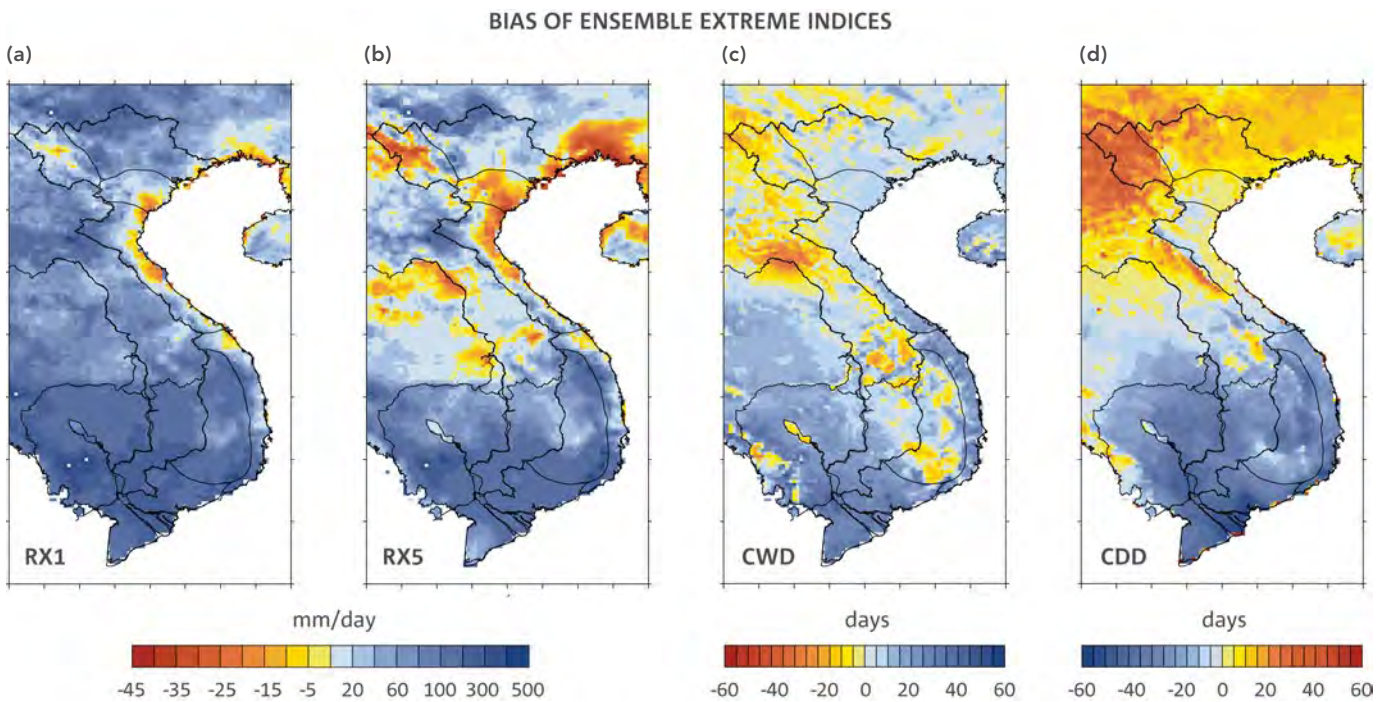 BIAS OF ENSEMBLE EXTREME INDICES
(a) (b) (c) (d)
RX1 RX5 CWD CDD
mm/day days days
-45 -35 -25 -15 -5 20 60 100 300 500 -60 -40 -20 0 20 40 60 -60 -40 -20 0 20 40 60